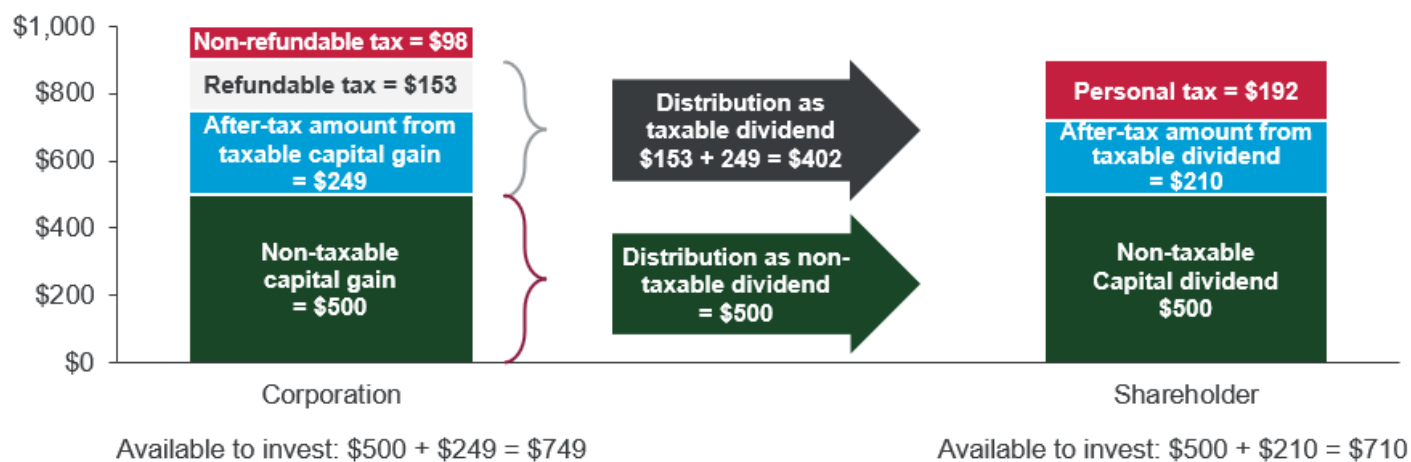 $1,000
$800
$600
$400
$200
$0
Non-refundable tax = $98
Refundable tax = $153
After-tax amount from
taxable capital gain
= $249
Non-taxable
capital gain
= $500
Distribution as
taxable dividend
$153 + 249 = $402
Distribution as non-
taxable dividend
= $500
Personal tax = $192
After-tax amount from
taxable dividend
= $210
Non-taxable
Capital dividend
$500
Corporation
Shareholder
Available to invest: $500 + $249 = $749
Available to invest: $500 + $210 = $710